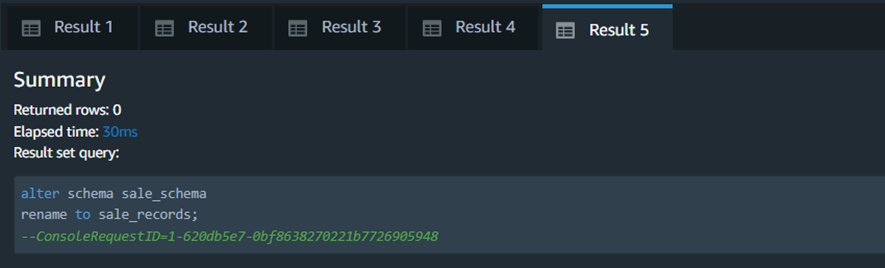 Result 1 Result 2 Result 3 Result 4 Result 5
Summary
Returned rows: 0
Elapsed time: 30ms
Result set query:
alter schema sale_schema
rename to sale_records;
--ConsoleRequestID=1-620db5e7-0bf8638270221b7726905948